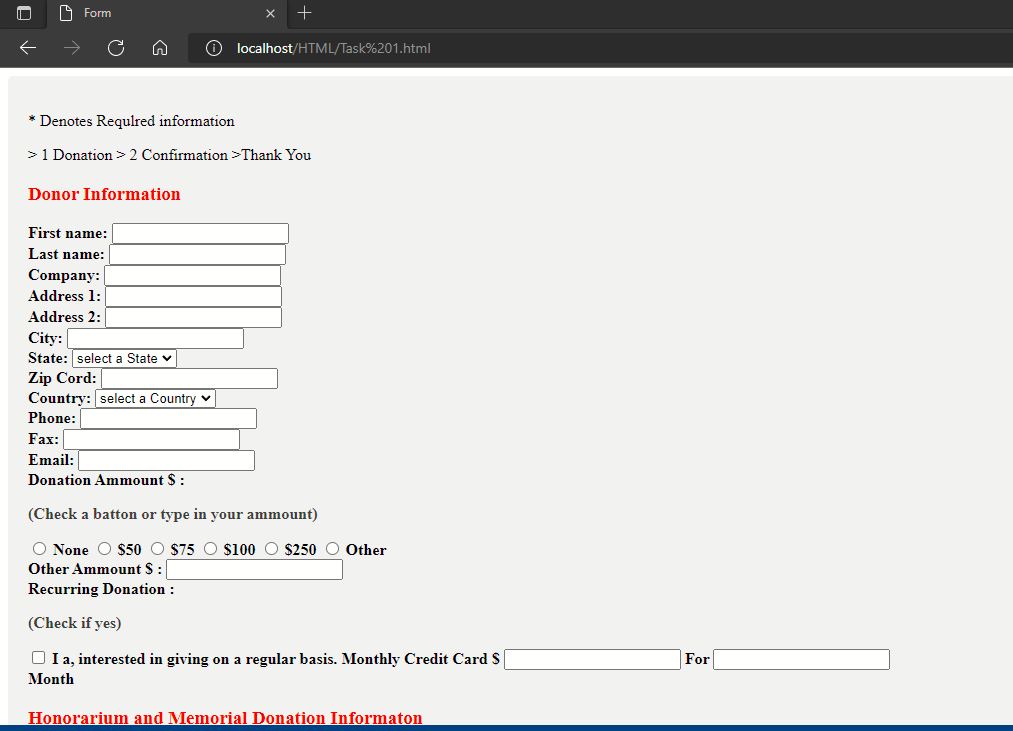 Form
localhost/HTML/Task%201.html
* Denotes Requlred information
> 1 Donation > 2 Confirmation >Thank You
Donor Information
First name:
Last name:
Company:
Address 1:
Address 2:
City:
State: select a State
Zip Cord:
Country: select a Country
Phone:
Fax:
Email:
Donation Ammount $ :
(Check a batton or type in your ammount)
None $50 $75 $100 $250 Other
Other Ammount $ :
Recurring Donation :
(Check if yes)
I a, interested in giving on a regular basis. Monthly Credit Card $ For
Month
Honorarium and Memorial Donation Informaton